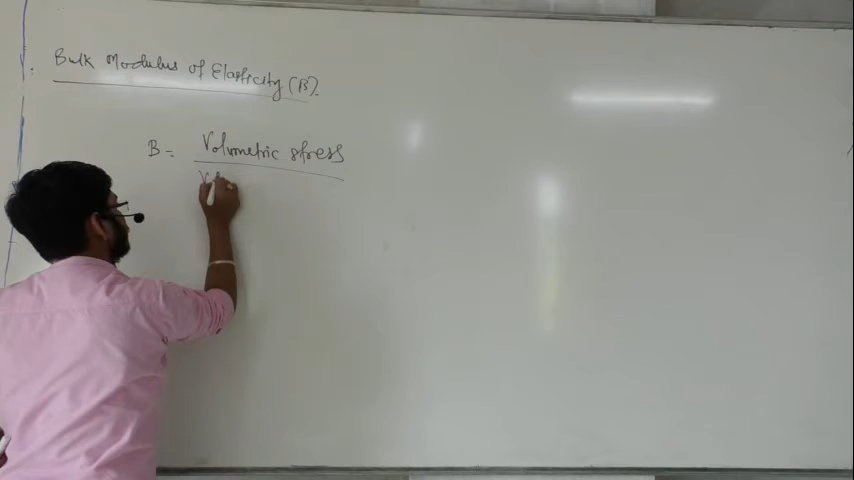 Bulk Modulus of Elasticity (B).
B = Volumetric stress